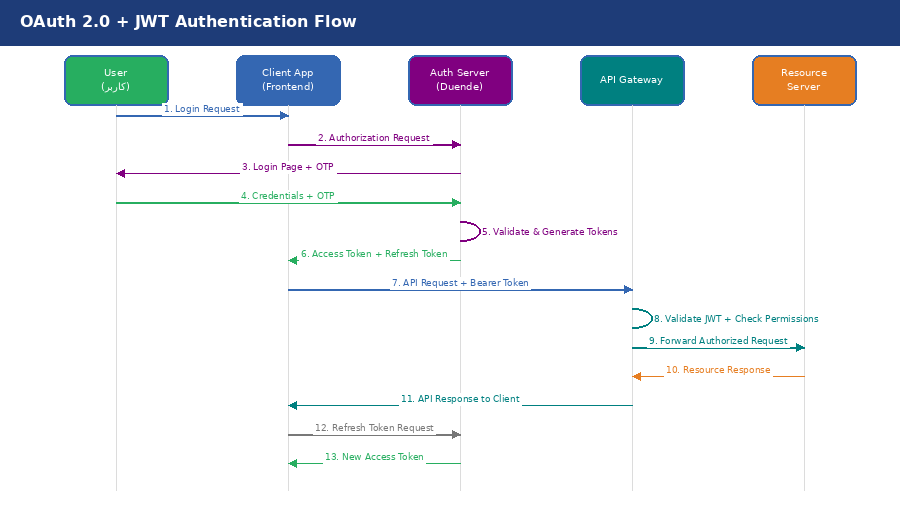 OAuth 2.0 + JWT Authentication Flow
User
(کاربر)
Client App
(Frontend)
Auth Server
(Duende)
API Gateway
Resource
Server
1. Login Request
2. Authorization Request
3. Login Page + OTP
4. Credentials + OTP
5. Validate & Generate Tokens
6. Access Token + Refresh Token
7. API Request + Bearer Token
8. Validate JWT + Check Permissions
9. Forward Authorized Request
10. Resource Response
11. API Response to Client
12. Refresh Token Request
13. New Access Token